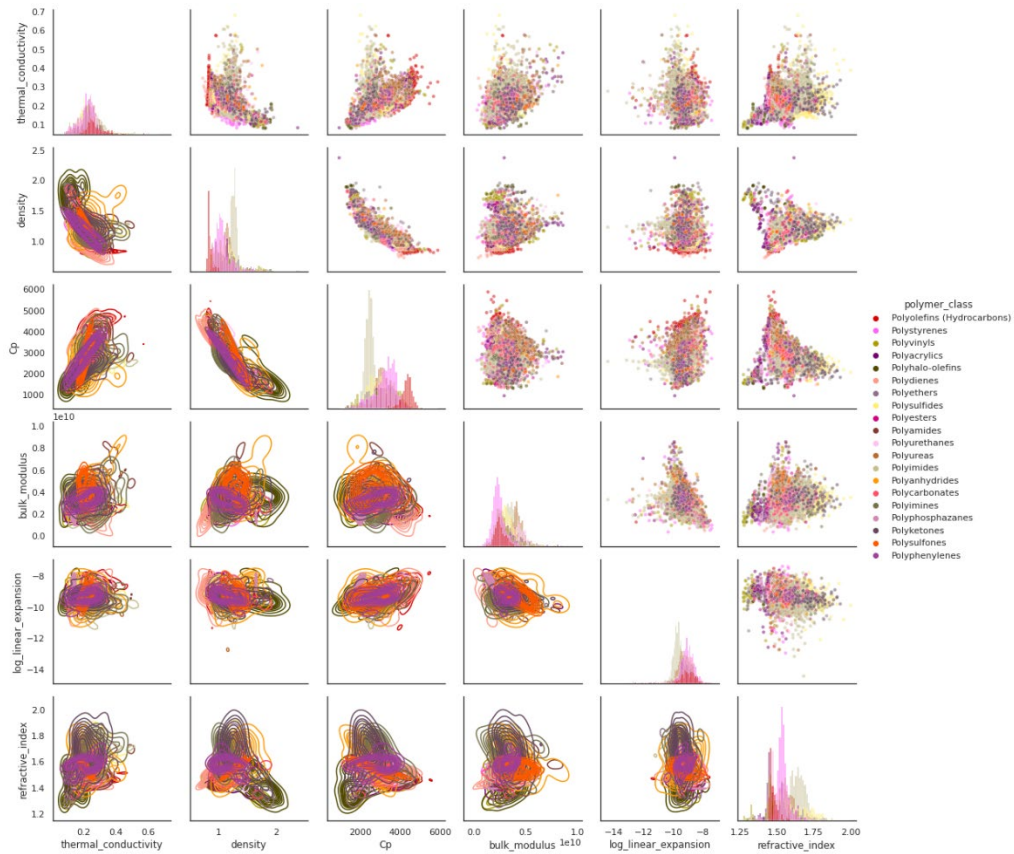 0.7
0.6
0.5
0.4
0.3
0.2
0.1
thermal_conductivity
2.5
2.0
1.5
1.0
density
6000
5000
4000
3000
2000
1000
Cp
1e10
1.0
0.8
0.6
0.4
0.2
0.0
bulk_modulus
−8
−10
−12
−14
log_linear_expansion
2.0
1.8
1.6
1.4
1.2
refractive_index
0.2 0.4 0.6
thermal_conductivity
1 2
density
0 2000 4000 6000
Cp
0.0 0.5 1.0
1e10
bulk_modulus
−14 −12 −10 −8
log_linear_expansion
1.25 1.50 1.75 2.00
refractive_index
polymer_class
Polyolefins (Hydrocarbons)
Polystyrenes
Polyvinyls
Polyacrylics
Polyhalo-olefins
Polydienes
Polyethers
Polysulfides
Polyesters
Polyamides
Polyurethanes
Polyureas
Polyimides
Polyanhydrides
Polycarbonates
Polyimines
Polyphosphazanes
Polyketones
Polysulfones
Polyphenylenes